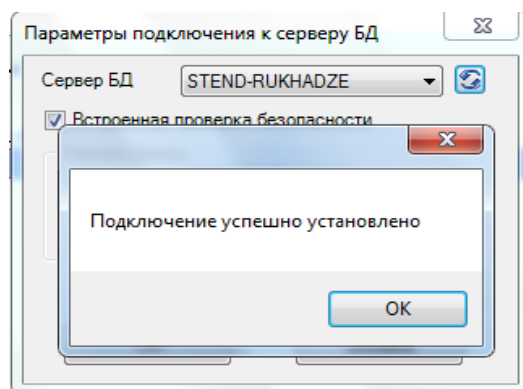 Параметры подключения к серверу БД
Сервер БД STEND-RUKHADZE
Встроенная проверка безопасности
Подключение успешно установлено
OK